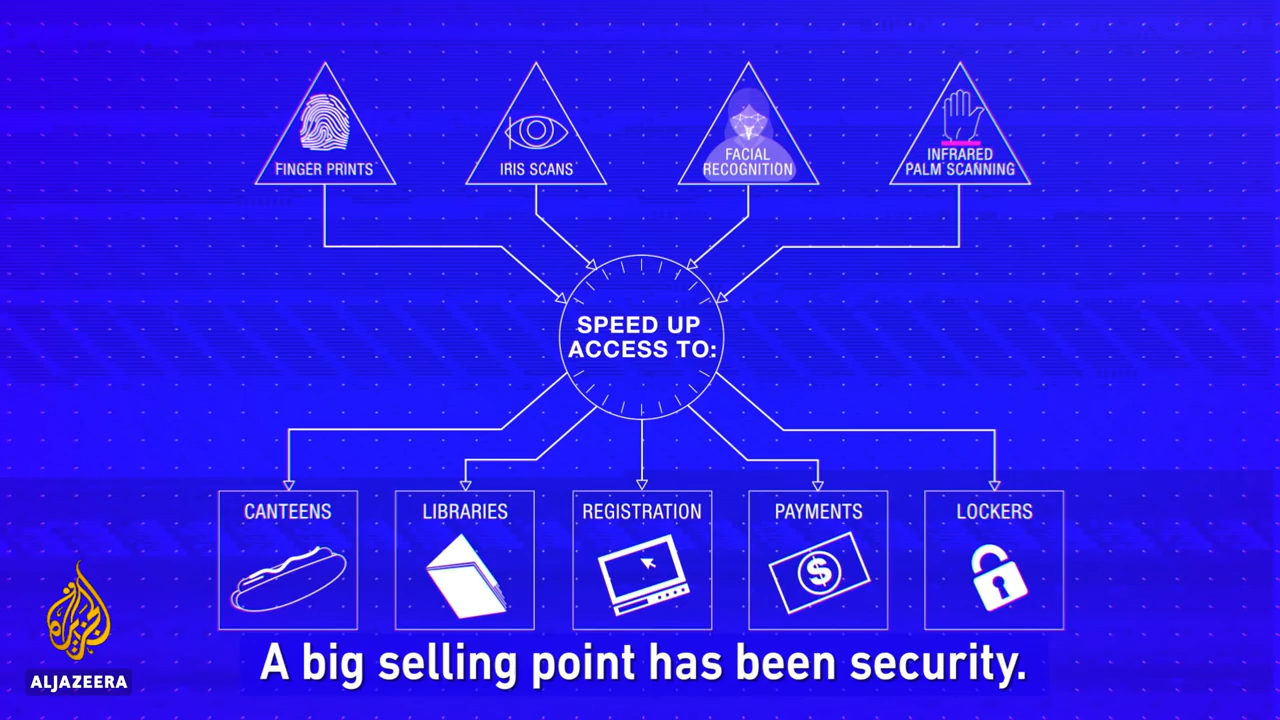 FINGER PRINTS
IRIS SCANS
FACIAL
RECOGNITION
INFRARED
PALM SCANNING
SPEED UP
ACCESS TO:
CANTEENS
LIBRARIES
REGISTRATION
PAYMENTS
LOCKERS
$
الجزيرة
ALJAZEERA
A big selling point has been security.